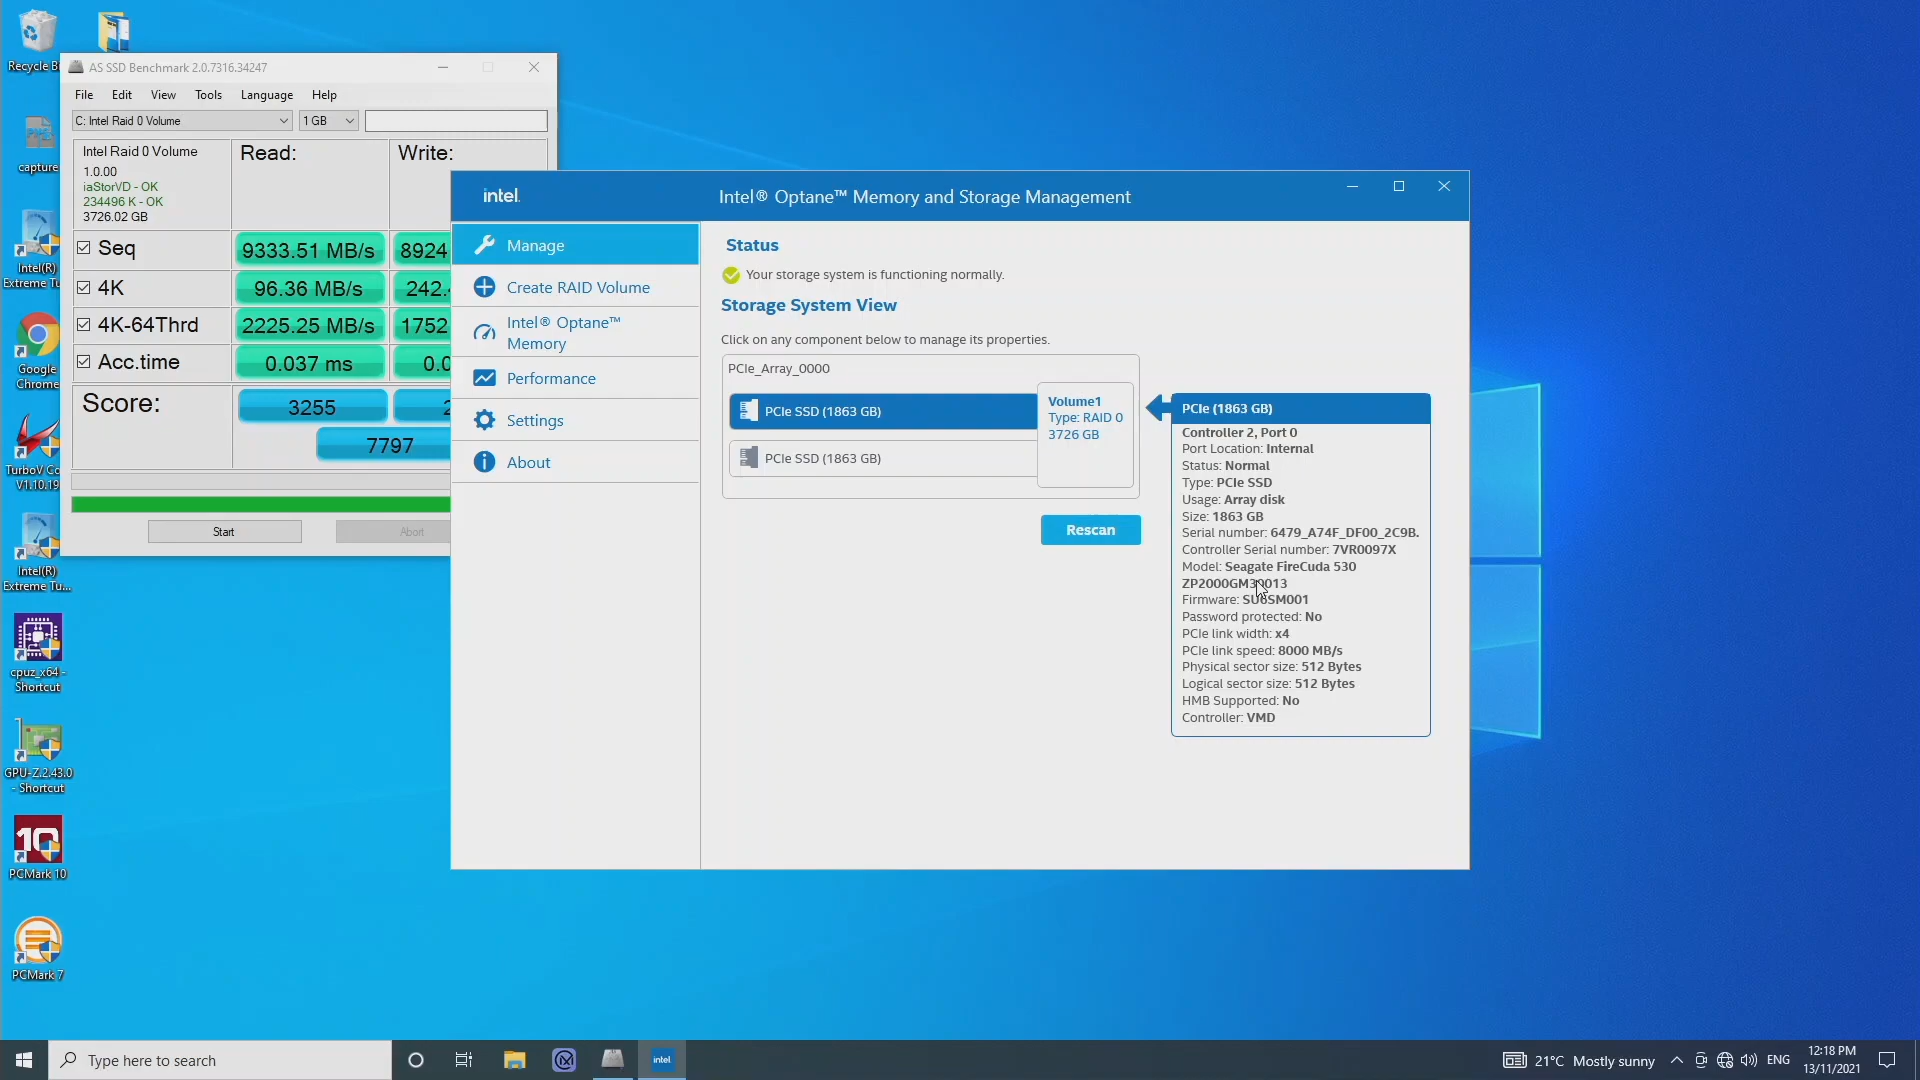 Recycle Bi
capture
Intel(R)
Extreme Tu
Google
Chrome
TurboV Co
V1.10.19
Intel(R)
Extreme Tu...
cpuz_x64 -
Shortcut
GPU-Z.2.43.0
- Shortcut
10
PCMark 10
PCMark 7
AS SSD Benchmark 2.0.7316.34247
File Edit View Tools Language Help
C: Intel Raid 0 Volume 1 GB
Intel Raid 0 Volume
1.0.00
iaStorVD - OK
234496 K - OK
3726.02 GB
Read: Write:
Seq 9333.51 MB/s 8924
4K 96.36 MB/s 242.
4K-64Thrd 2225.25 MB/s 1752
Acc.time 0.037 ms 0.0
Score: 3255 2
7797
Start Abort
intel. Intel® Optane™ Memory and Storage Management
Manage
Create RAID Volume
Intel® Optane™
Memory
Performance
Settings
About
Status
Your storage system is functioning normally.
Storage System View
Click on any component below to manage its properties.
PCIe_Array_0000
PCIe SSD (1863 GB)
PCIe SSD (1863 GB)
Volume1
Type: RAID 0
3726 GB
Rescan
PCIe (1863 GB)
Controller 2, Port 0
Port Location: Internal
Status: Normal
Type: PCIe SSD
Usage: Array disk
Size: 1863 GB
Serial number: 6479_A74F_DF00_2C9B.
Controller Serial number: 7VR0097X
Model: Seagate FireCuda 530
ZP2000GM30013
Firmware: SU6SM001
Password protected: No
PCIe link width: x4
PCIe link speed: 8000 MB/s
Physical sector size: 512 Bytes
Logical sector size: 512 Bytes
HMB Supported: No
Controller: VMD
Type here to search
intel
21°C Mostly sunny
ENG
12:18 PM
13/11/2021